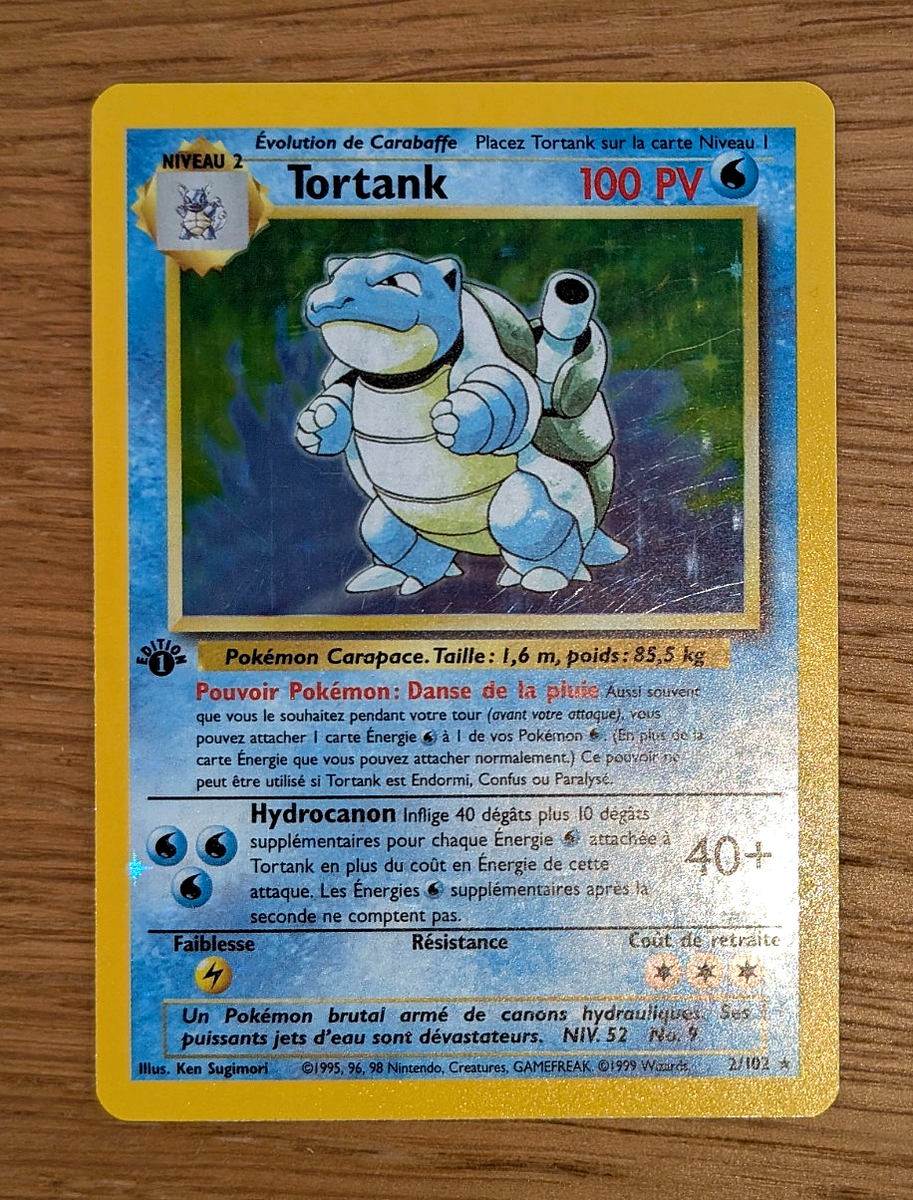 Évolution de Carabaffe Placez Tortank sur la carte Niveau 1
NIVEAU 2
Tortank 100 PV
EDITION 1
Pokémon Carapace. Taille: 1,6 m, poids: 85,5 kg
Pouvoir Pokémon: Danse de la pluie Aussi souvent
que vous le souhaitez pendant votre tour (avant votre attaque), vous
pouvez attacher 1 carte Énergie à 1 de vos Pokémon . (En plus de la
carte Énergie que vous pouvez attacher normalement.) Ce pouvoir ne
peut être utilisé si Tortank est Endormi, Confus ou Paralysé.
Hydrocanon Inflige 40 dégâts plus 10 dégâts
supplémentaires pour chaque Énergie attachée à
Tortank en plus du coût en Énergie de cette
attaque. Les Énergies supplémentaires après la
seconde ne comptent pas.
40+
Faiblesse Résistance Coût de retraite
Un Pokémon brutal armé de canons hydrauliques. Ses
puissants jets d'eau sont dévastateurs. NIV. 52 No. 9
Illus. Ken Sugimori ©1995, 96, 98 Nintendo, Creatures, GAMEFREAK. ©1999 Wizards. 2/102 ★